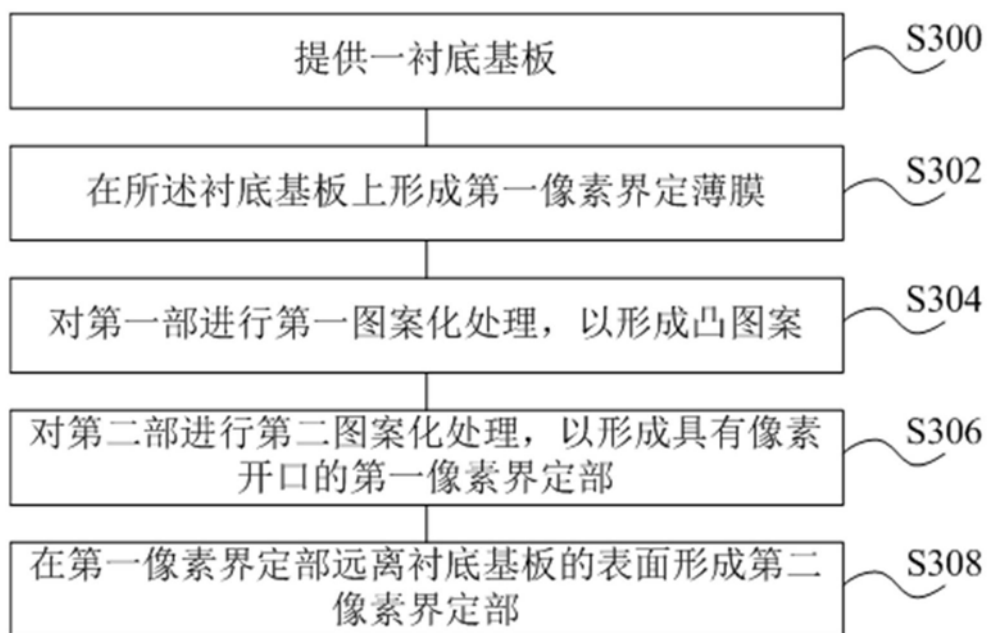 提供一衬底基板
S300
在所述衬底基板上形成第一像素界定薄膜
S302
对第一部进行第一图案化处理，以形成凸图案
S304
对第二部进行第二图案化处理，以形成具有像素
开口的第一像素界定部
S306
在第一像素界定部远离衬底基板的表面形成第二
像素界定部
S308